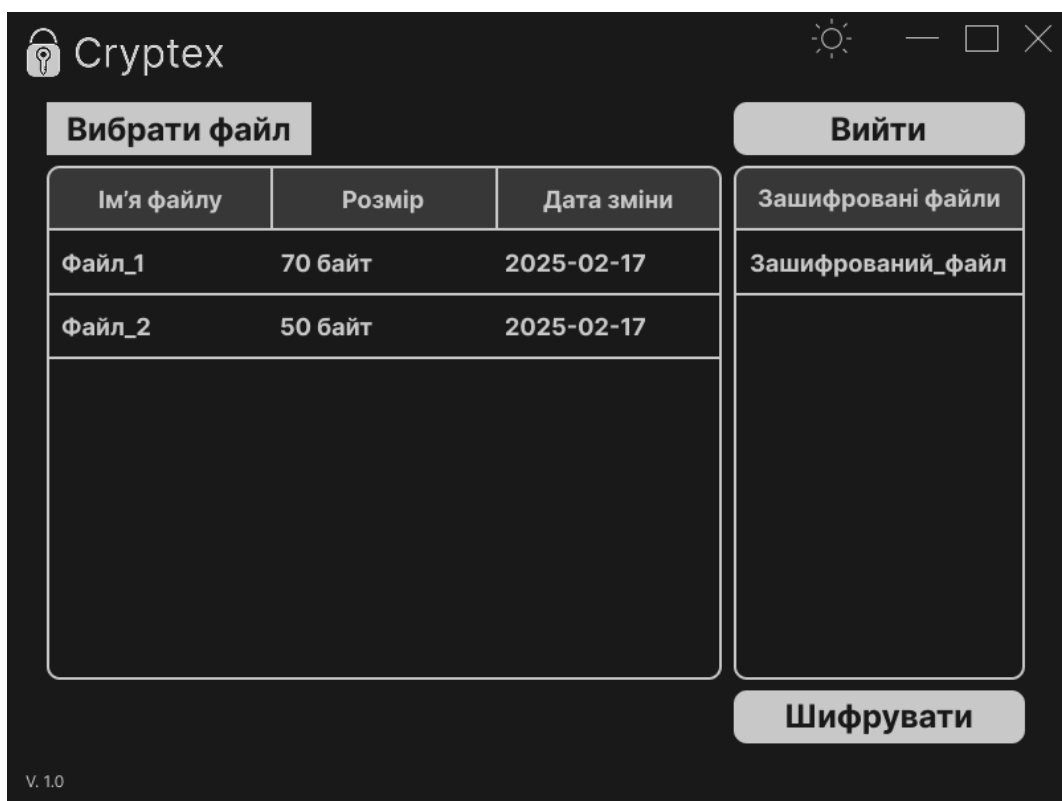 Cryptex
Вибрати файл
Вийти
Ім’я файлу Розмір Дата зміни
Зашифровані файли
Файл_1 70 байт 2025-02-17
Зашифрований_файл
Файл_2 50 байт 2025-02-17
Шифрувати
V. 1.0